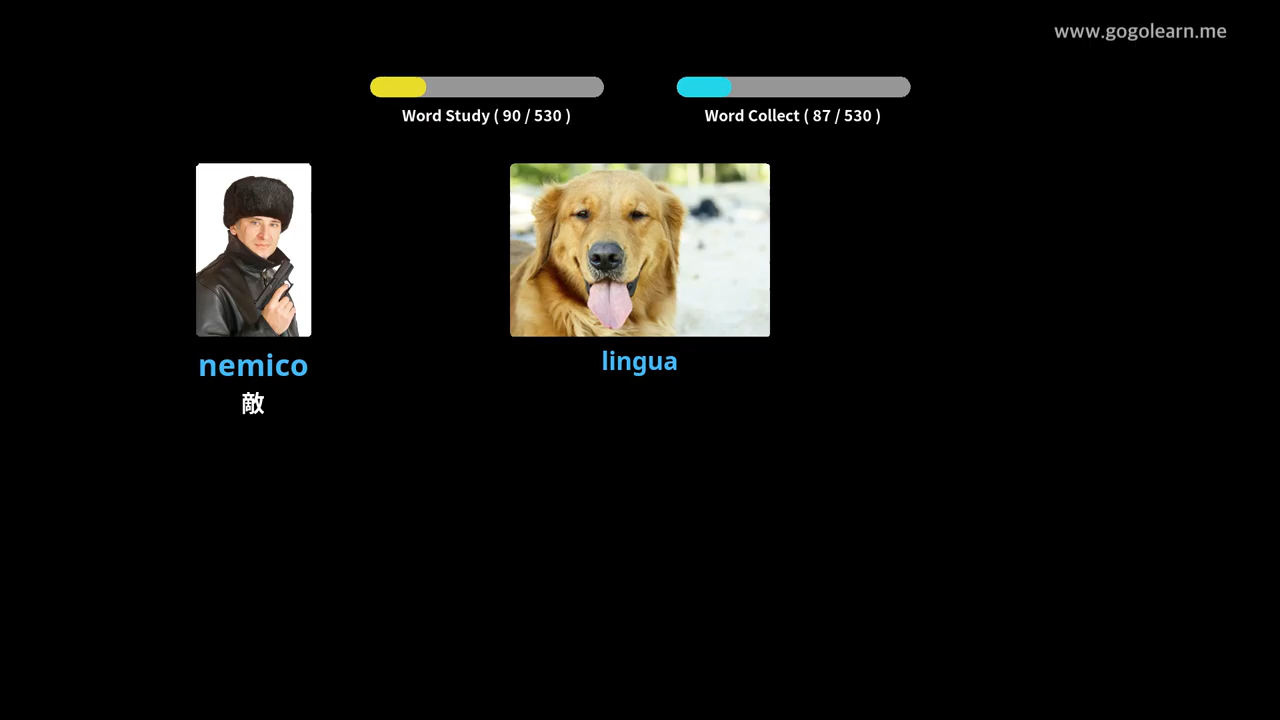 www.gogolearn.me
Word Study ( 90 / 530 )
Word Collect ( 87 / 530 )
nemico
敵
lingua